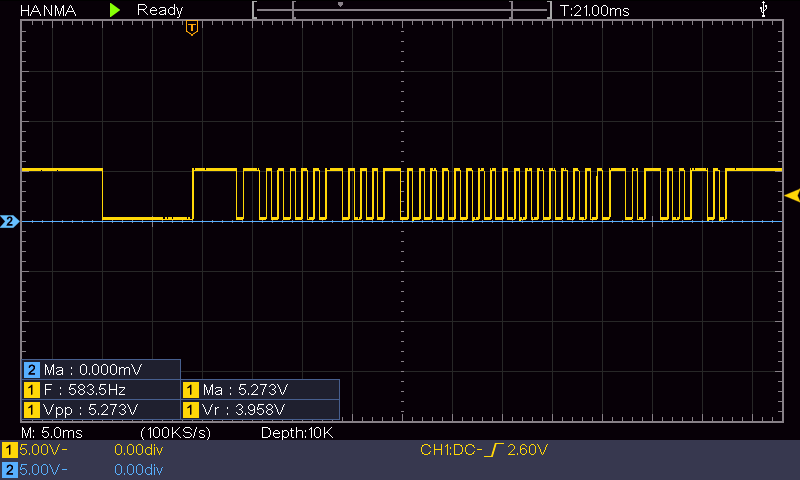 HANMA Ready T:21.00ms
T
2
2 Ma : 0.000mV
1 F : 583.5Hz 1 Ma : 5.273V
1 Vpp : 5.273V 1 Vr : 3.958V
M: 5.0ms (100KS/s) Depth:10K
1 5.00V~ 0.00div CH1:DC- 2.60V
2 5.00V~ 0.00div